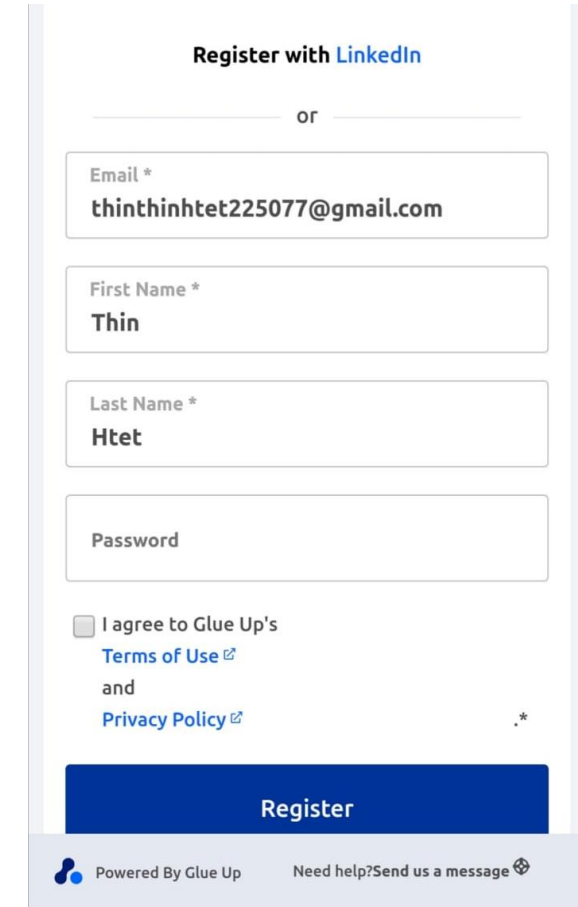 Register with LinkedIn
or
Email *
thinthinhtet225077@gmail.com
First Name *
Thin
Last Name *
Htet
Password
I agree to Glue Up's
Terms of Use
and
Privacy Policy .*
Register
Powered By Glue Up Need help?Send us a message